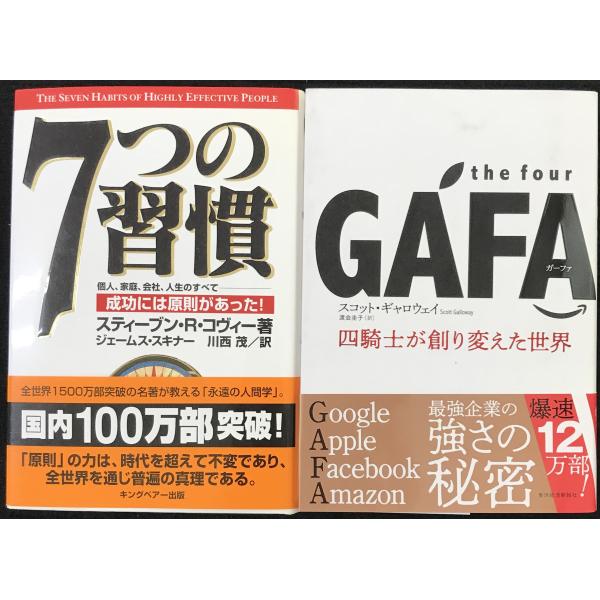 THE SEVEN HABITS OF HIGHLY EFFECTIVE PEOPLE
7つの
習慣
個人、家庭、会社、人生のすべて
成功には原則があった!
スティーブン・R・コヴィー著
ジェームス・スキナー 川西 茂/訳
全世界1500万部突破の名著が教える「永遠の人間学」。
国内100万部突破!
「原則」の力は、時代を超えて不変であり、
全世界を通じ普遍の真理である。
キングベアー出版
the four
GAFA
ガーファ
スコット・ギャロウェイ Scott Galloway
渡会圭子[訳]
四騎士が創り変えた世界
Google
Apple
Facebook
Amazon
最強企業の
強さの
秘密
爆速
12
万部!
東洋経済新報社